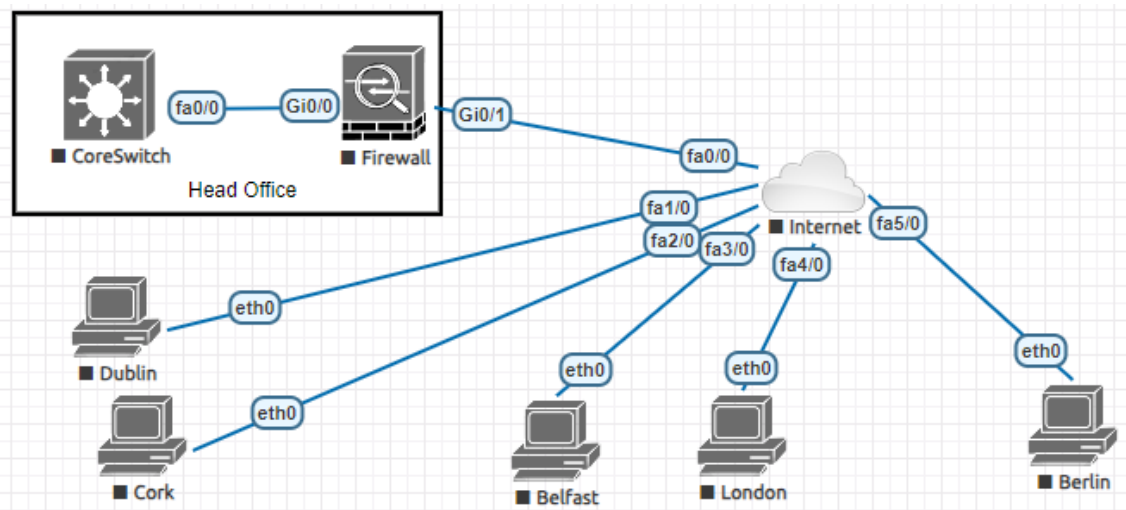 fa0/0
Gi0/0
Gi0/1
CoreSwitch
Firewall
fa0/0
Head Office
fa1/0
Internet
fa5/0
fa2/0
fa3/0
fa4/0
eth0
Dublin
eth0
eth0
eth0
eth0
Cork
Belfast
London
Berlin